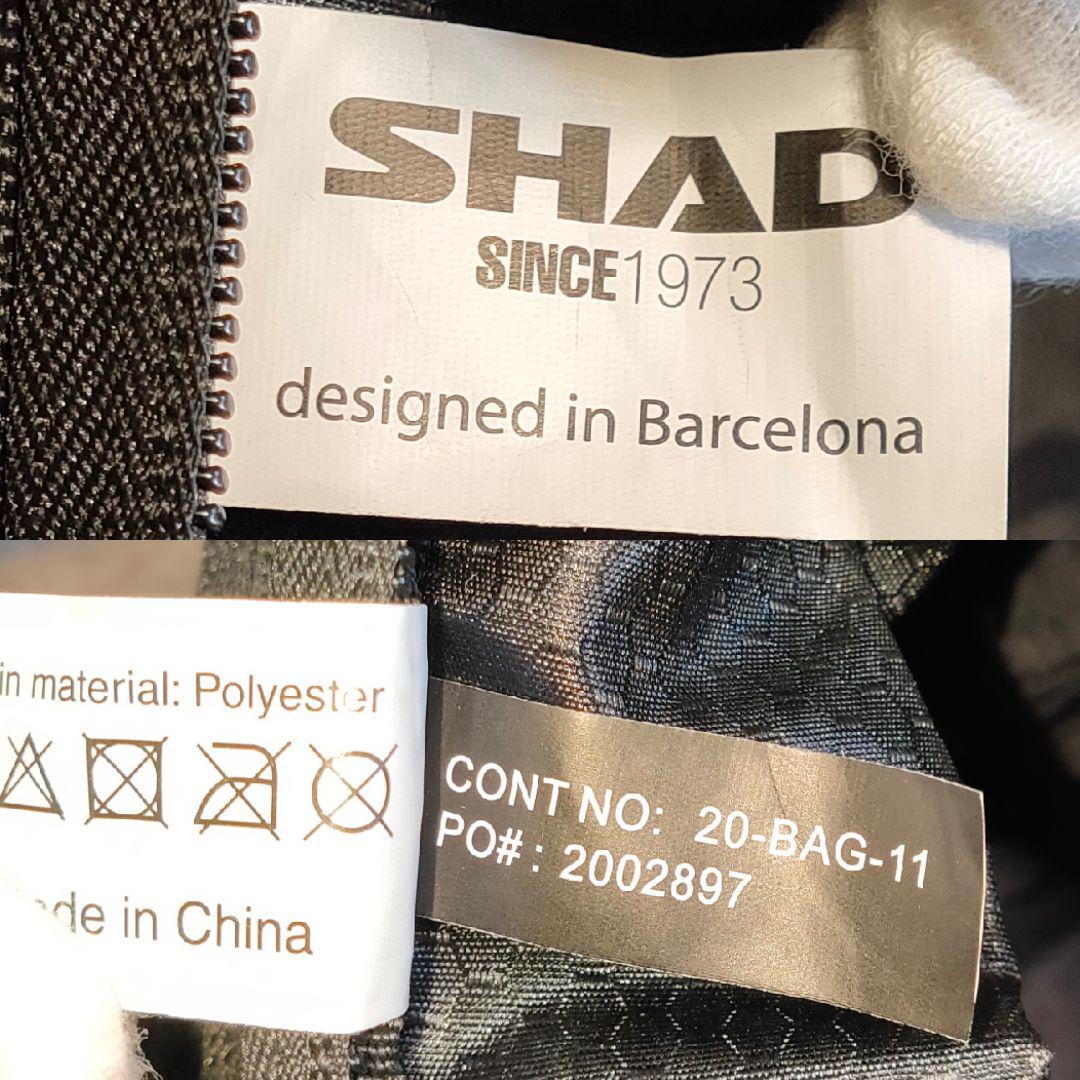 SHAD
SINCE1973
designed in Barcelona
in material: Polyester
de in China
CONT NO: 20-BAG-11
PO#: 2002897